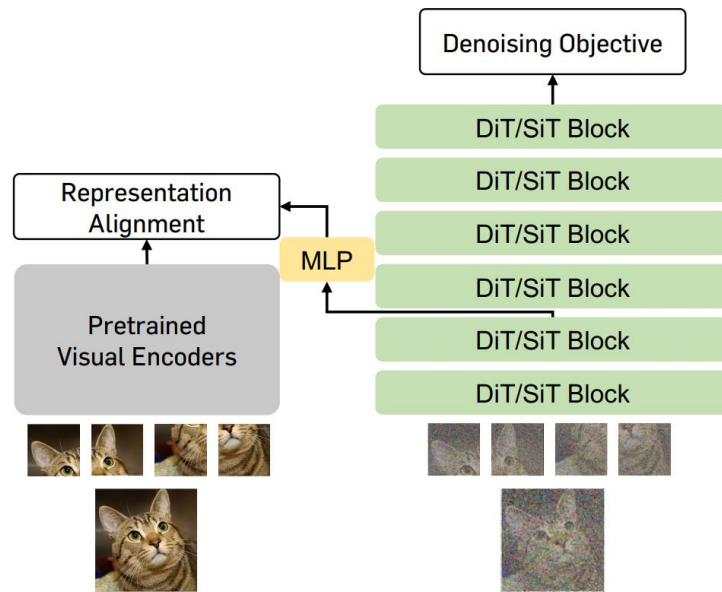 Denoising Objective
DiT/SiT Block
DiT/SiT Block
Representation
Alignment
DiT/SiT Block
MLP
DiT/SiT Block
Pretrained
Visual Encoders
DiT/SiT Block
DiT/SiT Block